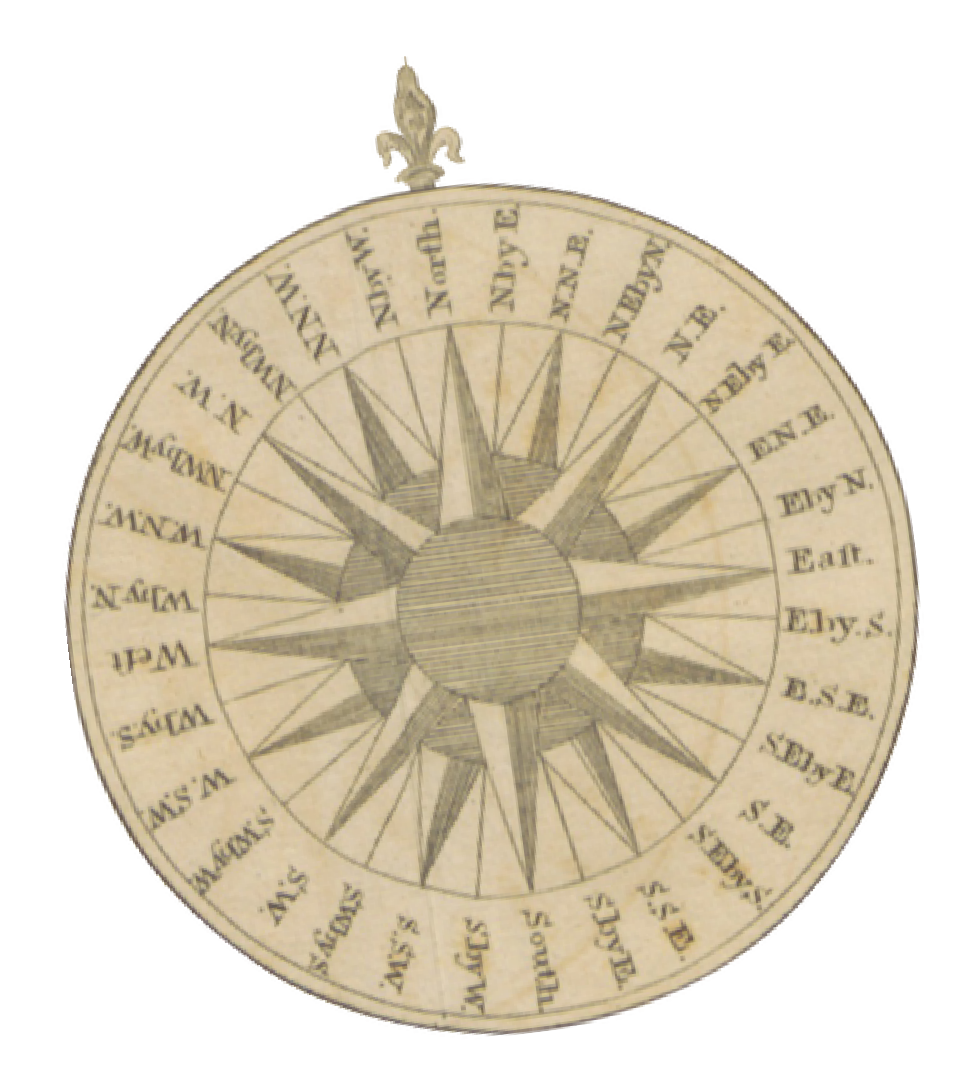 North.
N by E.
N.N.E.
N E by N.
N.E.
N.E by E.
E.N.E.
E by N.
Eaſt.
E by. S.
E.S.E.
S.E by E.
S.E.
S.E by S.
S.S.E.
S by E.
South
S by W.
S.S.W.
S W by S
S.W.
S.W by W
W.S.W.
W by S.
Weſt
W by N.
W.N.W.
N W by W.
N.W.
N W by N
N N.W.
N by W.